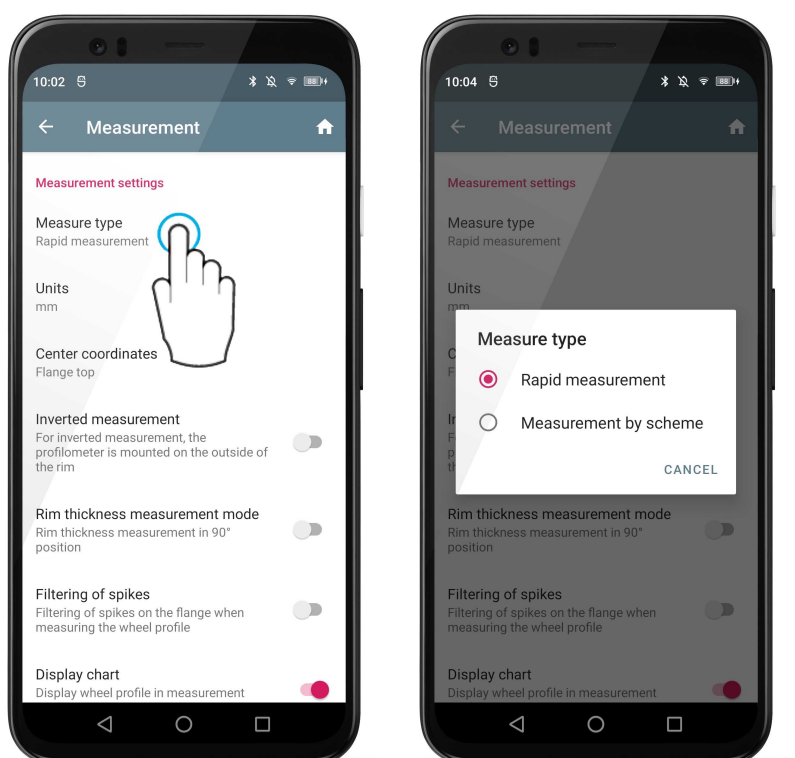 10:02
88
Measurement
Measurement settings
Measure type
Rapid measurement
Units
mm
Center coordinates
Flange top
Inverted measurement
For inverted measurement, the
profilometer is mounted on the outside of
the rim
Rim thickness measurement mode
Rim thickness measurement in 90°
position
Filtering of spikes
Filtering of spikes on the flange when
measuring the wheel profile
Display chart
Display wheel profile in measurement
10:04
88
Measurement
Measurement settings
Measure type
Rapid measurement
Units
mm
Measure type
Rapid measurement
Measurement by scheme
CANCEL
Rim thickness measurement mode
Rim thickness measurement in 90°
position
Filtering of spikes
Filtering of spikes on the flange when
measuring the wheel profile
Display chart
Display wheel profile in measurement